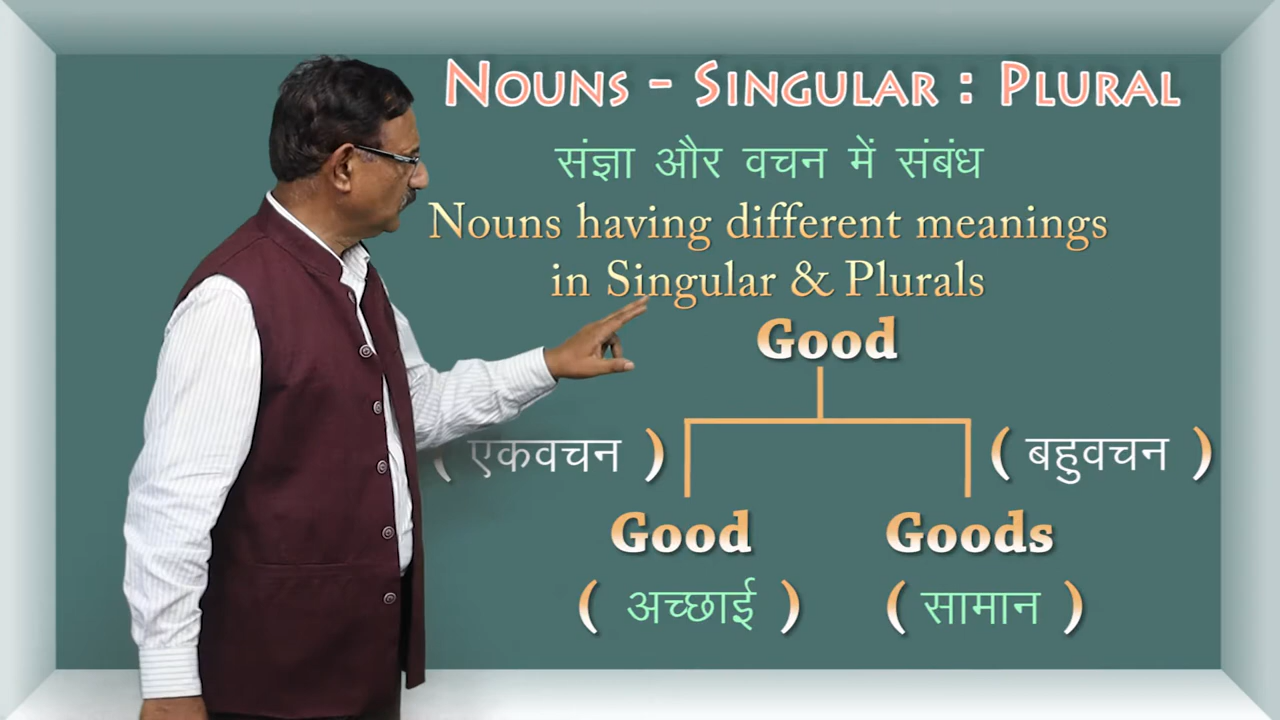 NOUNS - SINGULAR : PLURAL
संज्ञा और वचन में संबंध
Nouns having different meanings
in Singular & Plurals
Good
( एकवचन ) ( बहुवचन )
Good Goods
( अच्छाई ) ( सामान )